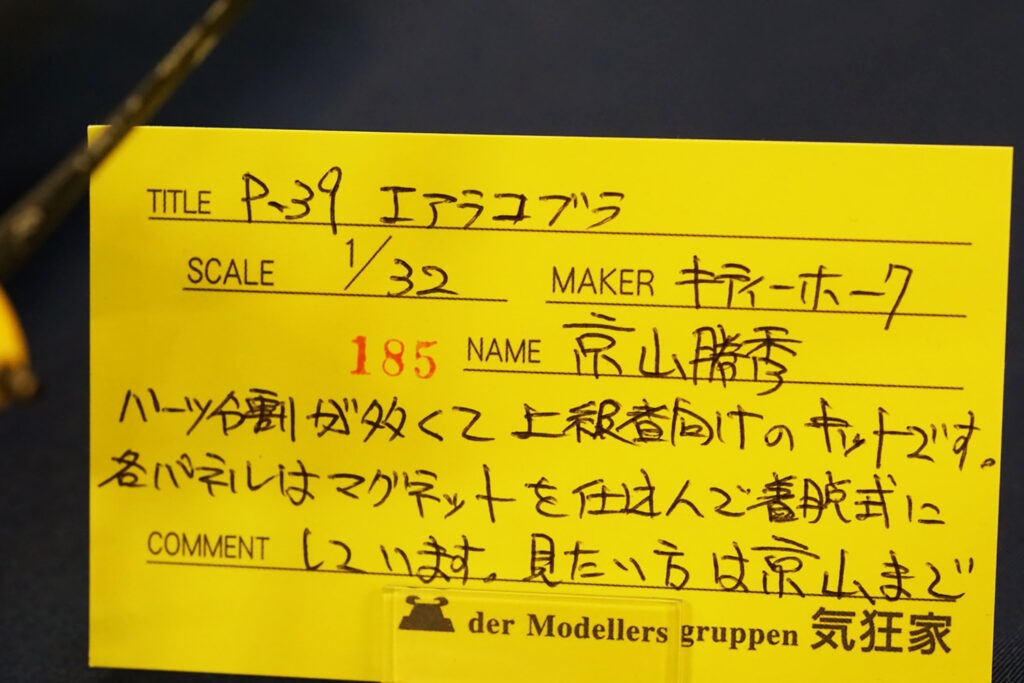 TITLE P-39 エアラコブラ
SCALE 1/32 MAKER キティーホーク
185 NAME 京山勝秀
パーツ分割が多くて上級者向けのキットです。
各パネルはマグネットを仕込んで着脱式に
COMMENT しています。見たい方は京山まで
der Modellers gruppen 気狂家